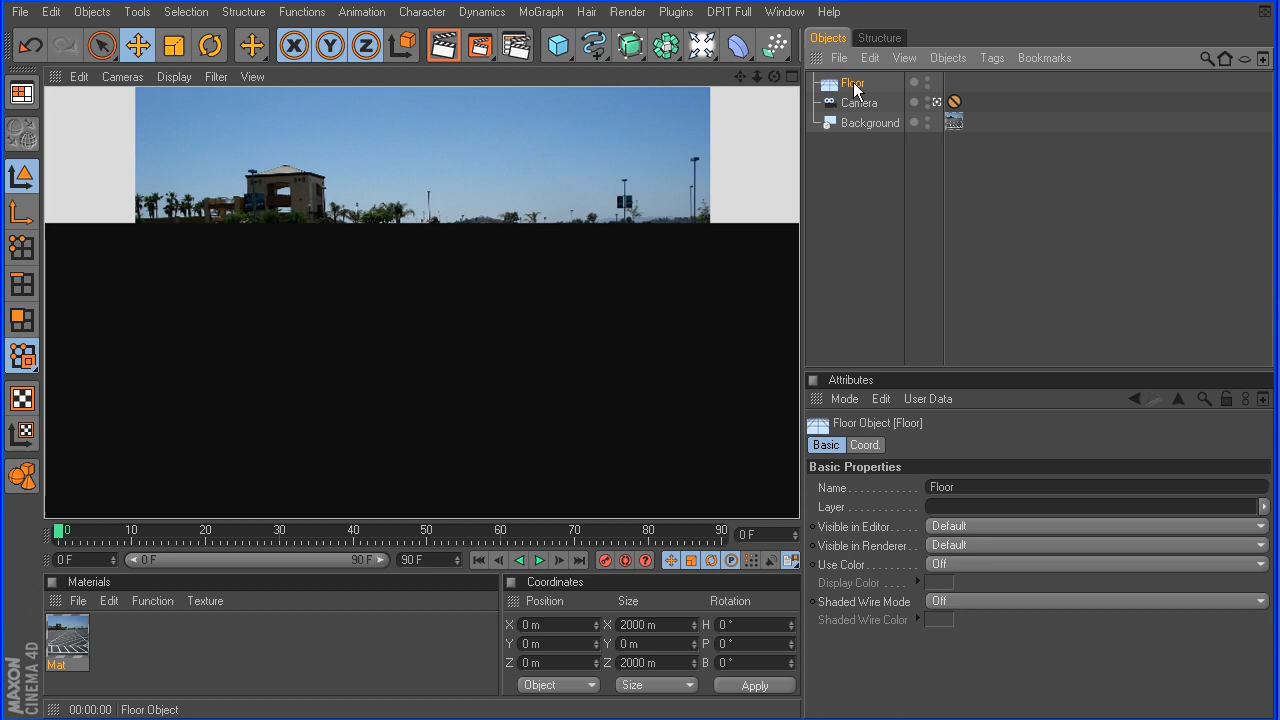 File Edit Objects Tools Selection Structure Functions Animation Character Dynamics MoGraph Hair Render Plugins DPIT Full Window Help
X Y Z
Objects Structure
File Edit View Objects Tags Bookmarks
Edit Cameras Display Filter View
Floor
Camera
Background
Attributes
Mode Edit User Data
Floor Object [Floor]
Basic Coord.
Basic Properties
Name Floor
Layer
Visible in Editor Default
Visible in Renderer Default
Use Color Off
Display Color
Shaded Wire Mode Off
Shaded Wire Color
0 10 20 30 40 50 60 70 80 90 0 F
0 F 0 F 90 F 90 F
Materials
File Edit Function Texture
Mat
Coordinates
Position Size Rotation
X 0 m X 2000 m H 0 °
Y 0 m Y 0 m P 0 °
Z 0 m Z 2000 m B 0 °
Object Size Apply
MAXON
CINEMA 4D
00:00:00 Floor Object